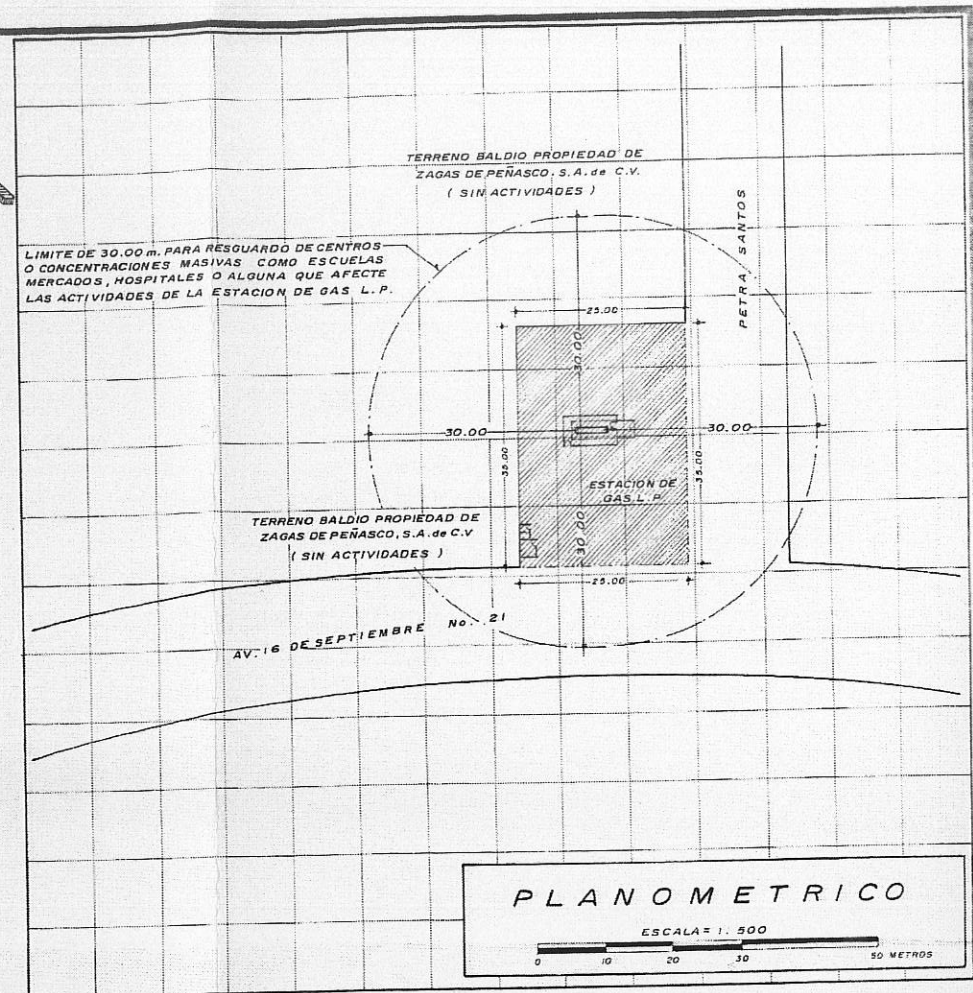 TERRENO BALDIO PROPIEDAD DE
ZAGAS DE PEÑASCO. S.A. de C.V.
( SIN ACTIVIDADES )
LIMITE DE 30.00 m. PARA RESGUARDO DE CENTROS
O CONCENTRACIONES MASIVAS COMO ESCUELAS
MERCADOS, HOSPITALES O ALGUNA QUE AFECTE
LAS ACTIVIDADES DE LA ESTACION DE GAS L.P.
PETRA SANTOS
25.00
30.00
30.00
30.00
35.00
35.00
ESTACION DE
GAS L.P.
30.00
25.00
TERRENO BALDIO PROPIEDAD DE
ZAGAS DE PEÑASCO, S.A. de C.V
( SIN ACTIVIDADES )
AV. 16 DE SEPTIEMBRE No. 21
PLANOMETRICO
ESCALA = 1. 500
0 10 20 30 50 METROS